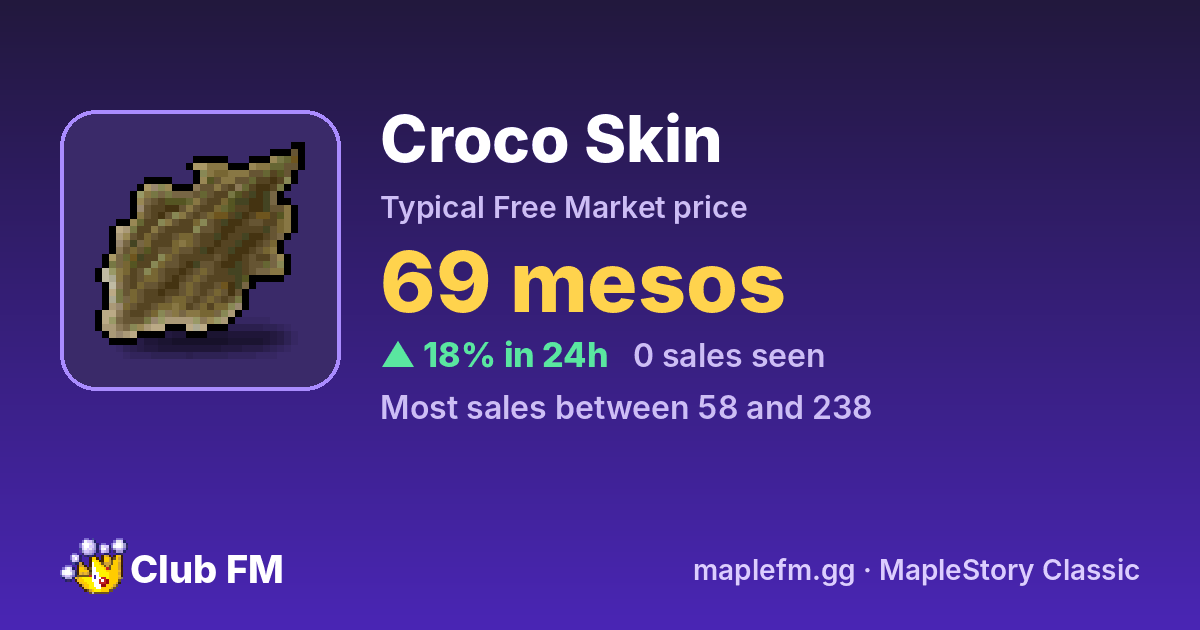 Croco Skin
Typical Free Market price
69 mesos
▲ 18% in 24h 0 sales seen
Most sales between 58 and 238
Club FM
maplefm.gg · MapleStory Classic